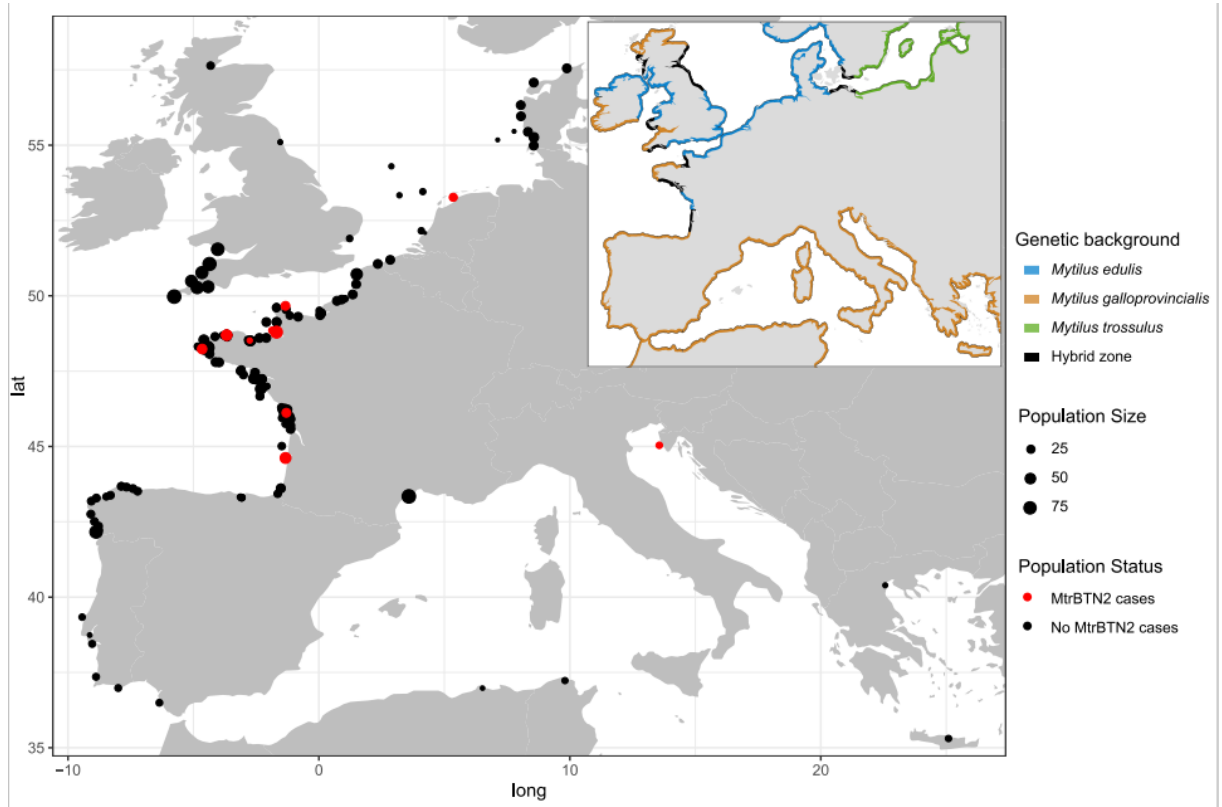 55
50
45
40
35
lat
−10
0
10
20
long
Genetic background
Mytilus edulis
Mytilus galloprovincialis
Mytilus trossulus
Hybrid zone
Population Size
25
50
75
Population Status
MtrBTN2 cases
No MtrBTN2 cases